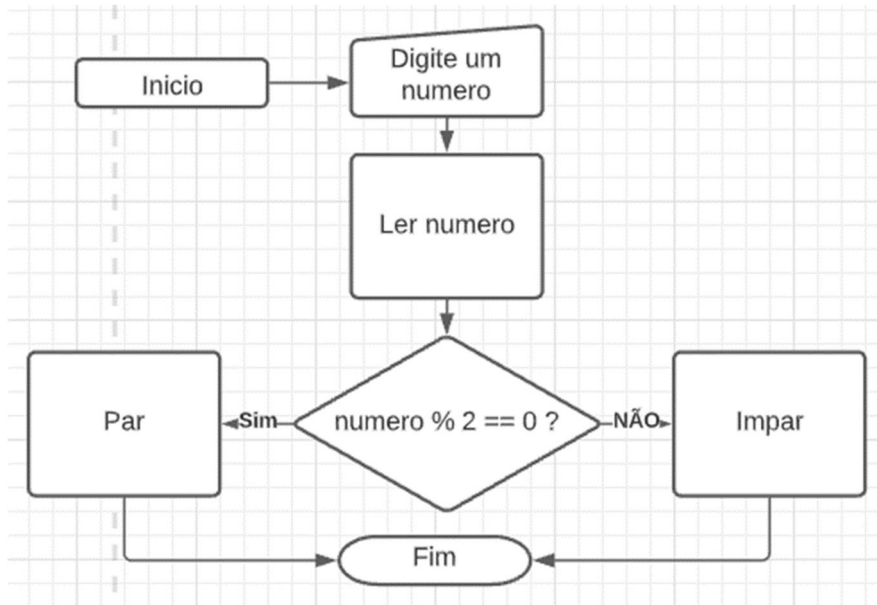 Inicio
Digite um
numero
Ler numero
Par
Sim
numero % 2 == 0 ?
NÃO
Impar
Fim